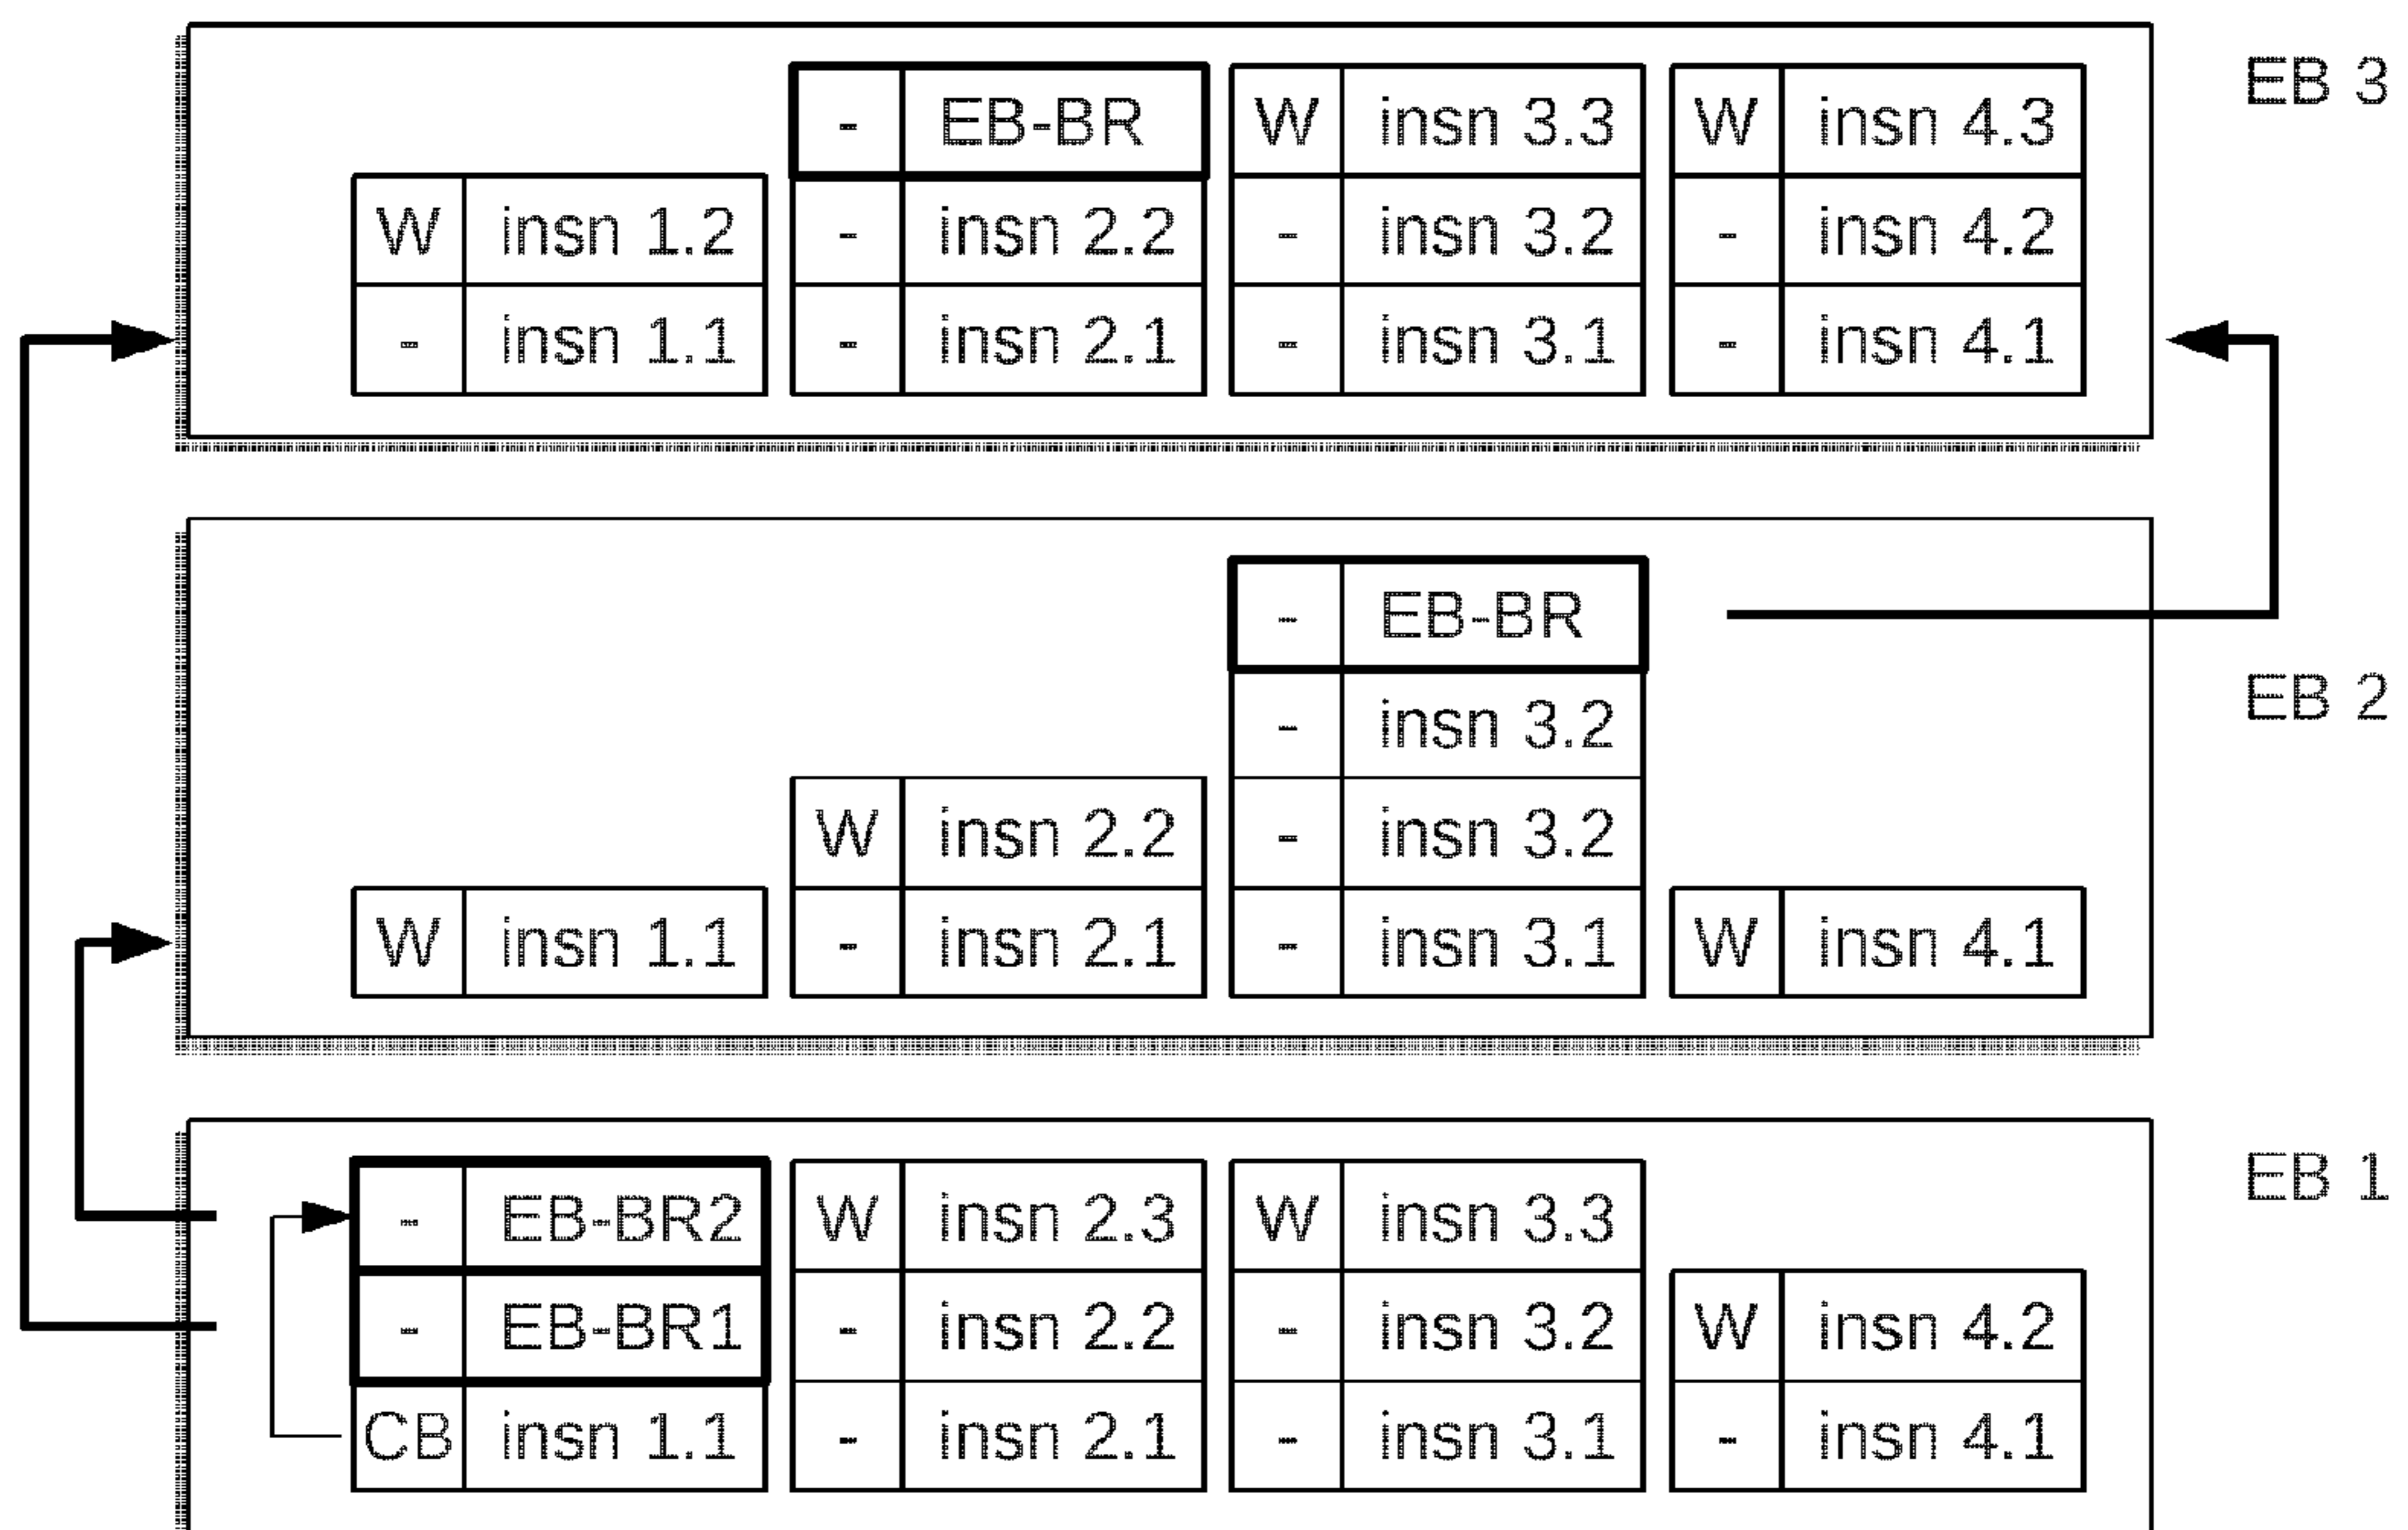 EB 3
- EB-BR W insn 3.3 W insn 4.3
W insn 1.2 - insn 2.2 - insn 3.2 - insn 4.2
- insn 1.1 - insn 2.1 - insn 3.1 - insn 4.1
- EB-BR
EB 2
- insn 3.2
W insn 2.2 - insn 3.2
W insn 1.1 - insn 2.1 - insn 3.1 W insn 4.1
EB 1
- EB-BR2 W insn 2.3 W insn 3.3
- EB-BR1 - insn 2.2 - insn 3.2 W insn 4.2
CB insn 1.1 - insn 2.1 - insn 3.1 - insn 4.1